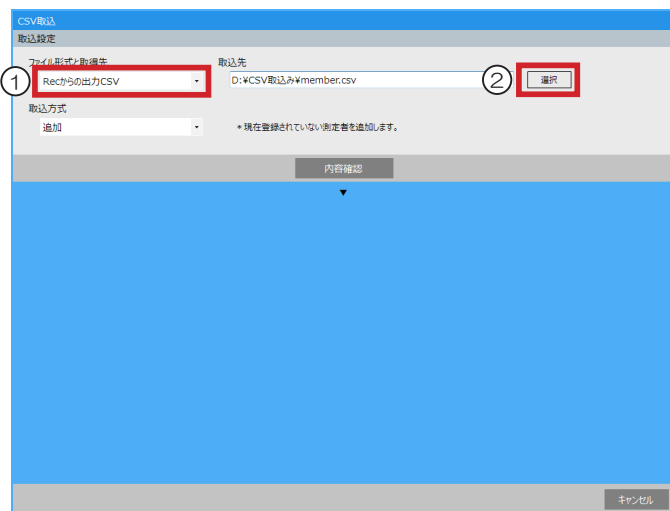 CSV取込
取込設定
ファイル形式と取得先 取込先
① Recからの出力CSV D:¥CSV取込み¥member.csv ② 選択
取込方式
追加 *現在登録されていない測定者を追加します。
内容確認
▼
キャンセル